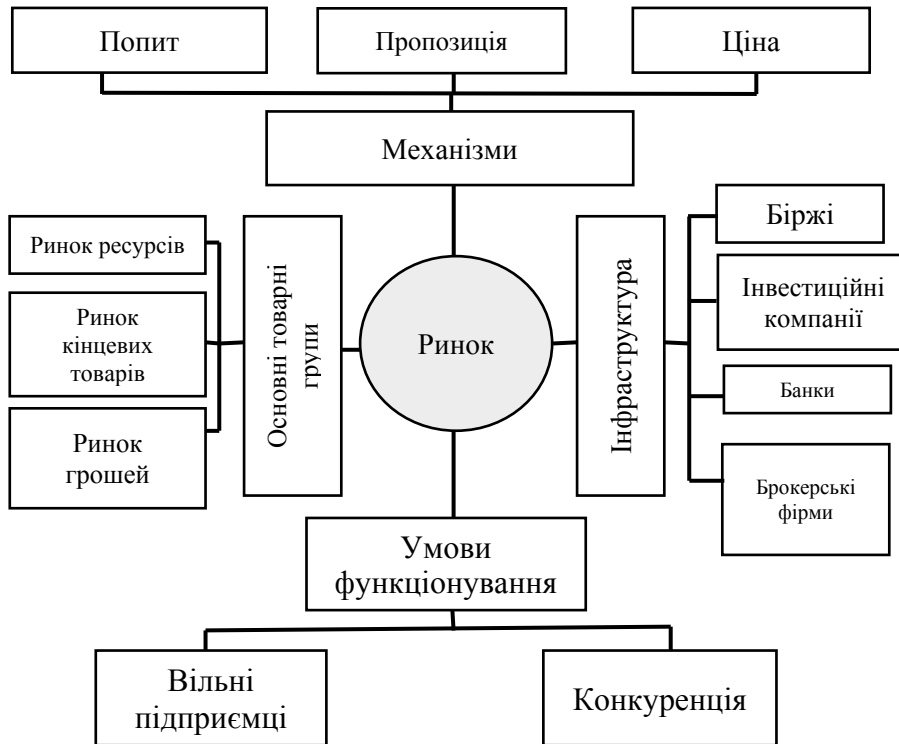 Попит
Пропозиція
Ціна
Механізми
Ринок ресурсів
Ринок
кінцевих
товарів
Ринок
грошей
Основні товарні
групи
Ринок
Інфраструктура
Біржі
Інвестиційні
компанії
Банки
Брокерські
фірми
Умови
функціонування
Вільні
підприємці
Конкуренція